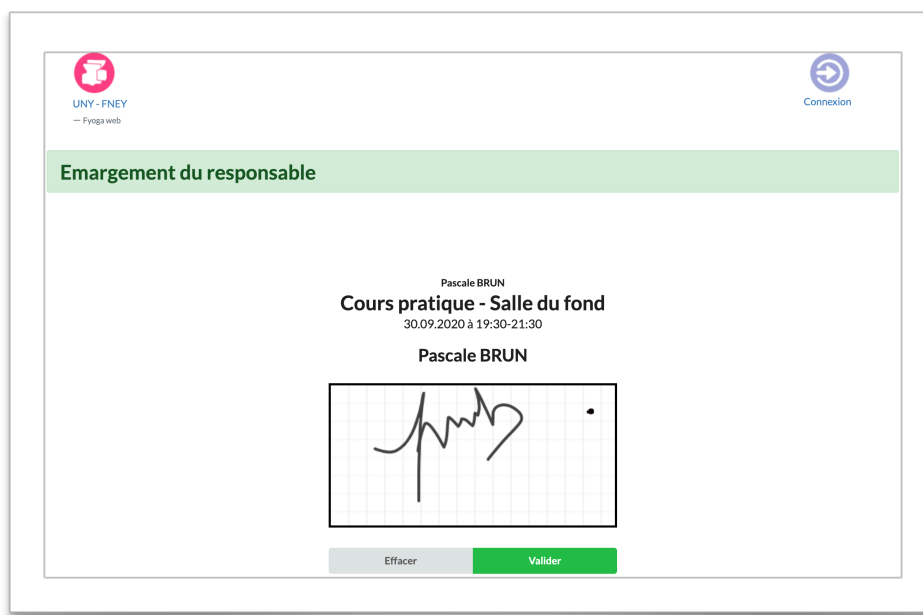 UNY - FNEY
— Fyoga web
Connexion
Emargement du responsable
Pascale BRUN
Cours pratique - Salle du fond
30.09.2020 à 19:30-21:30
Pascale BRUN
Effacer
Valider